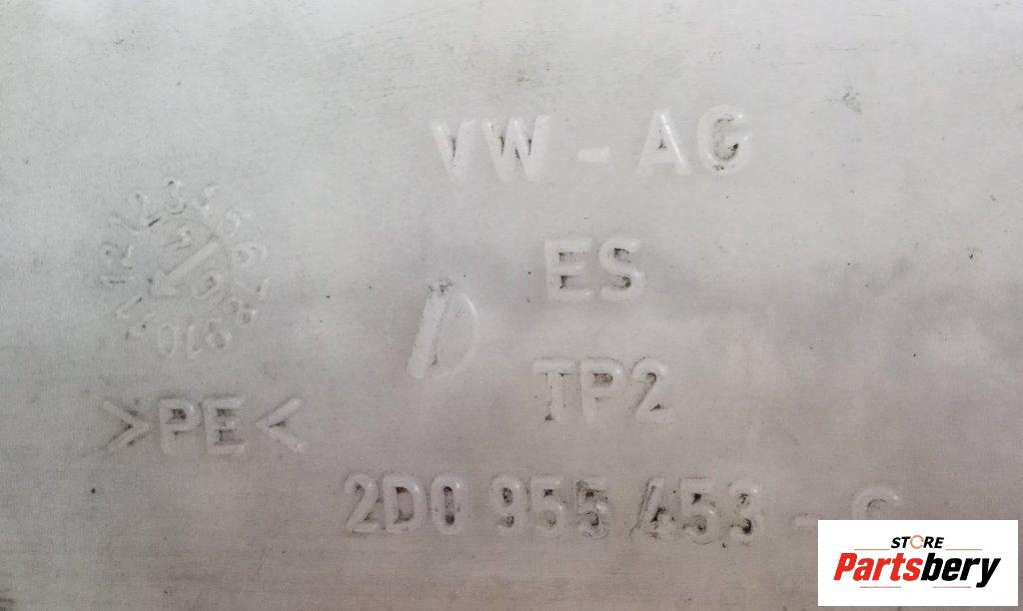 VW - AG
ES
TP2
>PE<
2D0 955 453 - C
STORE
Partsbery